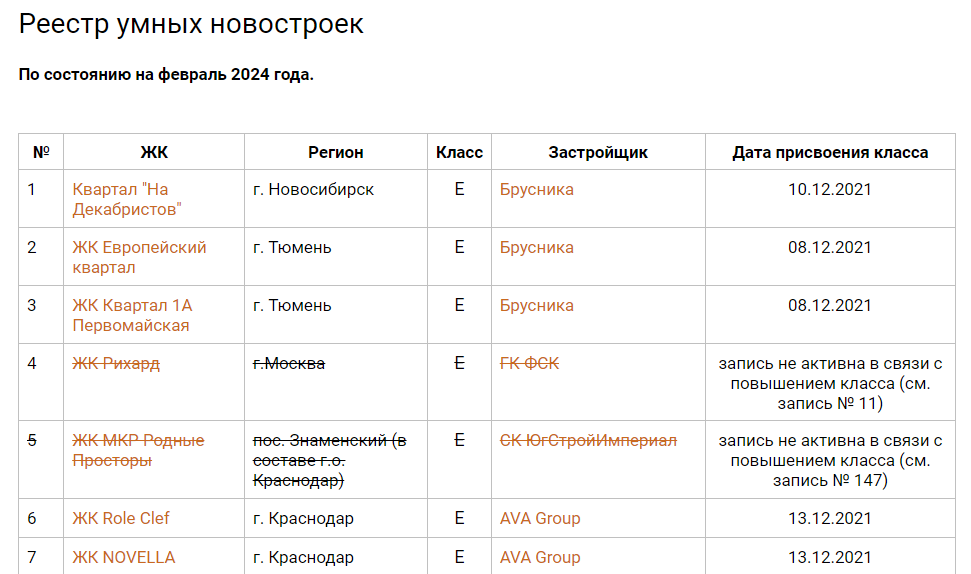 Реестр умных новостроек
По состоянию на февраль 2024 года.
№ ЖК Регион Класс Застройщик Дата присвоения класса
1 Квартал "На г. Новосибирск E Брусника 10.12.2021
Декабристов"
2 ЖК Европейский г. Тюмень E Брусника 08.12.2021
квартал
3 ЖК Квартал 1А г. Тюмень E Брусника 08.12.2021
Первомайская
4 ЖК Рихард г.Москва E ГК ФСК запись не активна в связи с
повышением класса (см.
запись № 11)
5 ЖК МКР Родные пос. Знаменский (в E СК ЮгСтройИмпериал запись не активна в связи с
Просторы составе г.о. повышением класса (см.
Краснодар) запись № 147)
6 ЖК Role Clef г. Краснодар E AVA Group 13.12.2021
7 ЖК NOVELLA г. Краснодар E AVA Group 13.12.2021